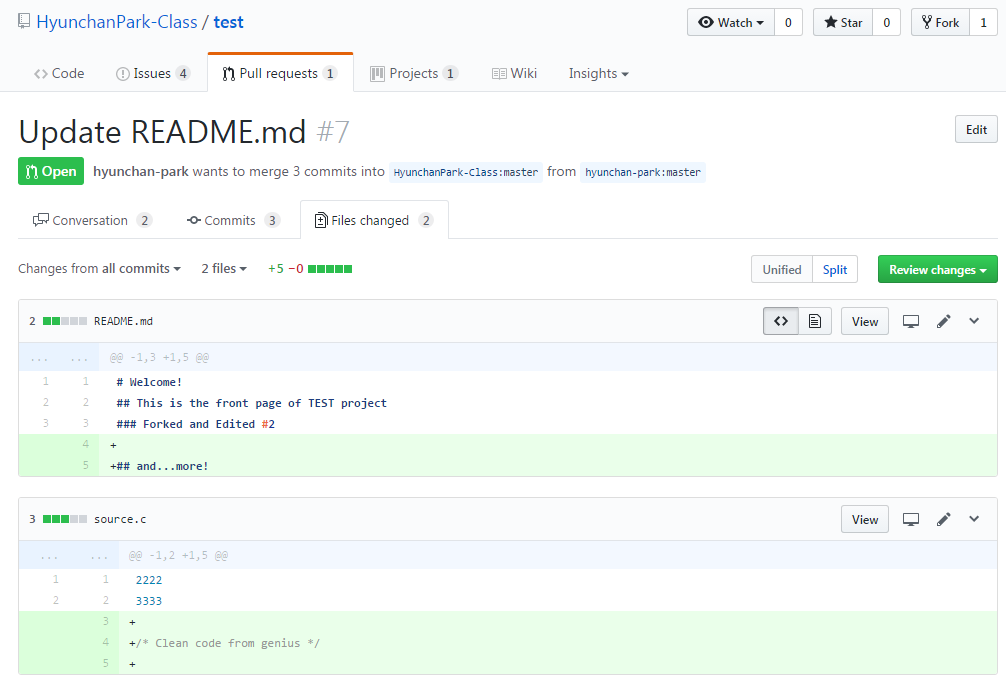 HyunchanPark-Class / test
Watch 0 Star 0 Fork 1
Code Issues 4 Pull requests 1 Projects 1 Wiki Insights
Update README.md #7
Edit
Open hyunchan-park wants to merge 3 commits into HyunchanPark-Class:master from hyunchan-park:master
Conversation 2 Commits 3 Files changed 2
Changes from all commits 2 files +5 −0
Unified Split Review changes
2 README.md View
... ... @@ -1,3 +1,5 @@
1 1 # Welcome!
2 2 ## This is the front page of TEST project
3 3 ### Forked and Edited #2
4 +
5 +## and...more!
3 source.c View
... ... @@ -1,2 +1,5 @@
1 1 2222
2 2 3333
3 +
4 +/* Clean code from genius */
5 +